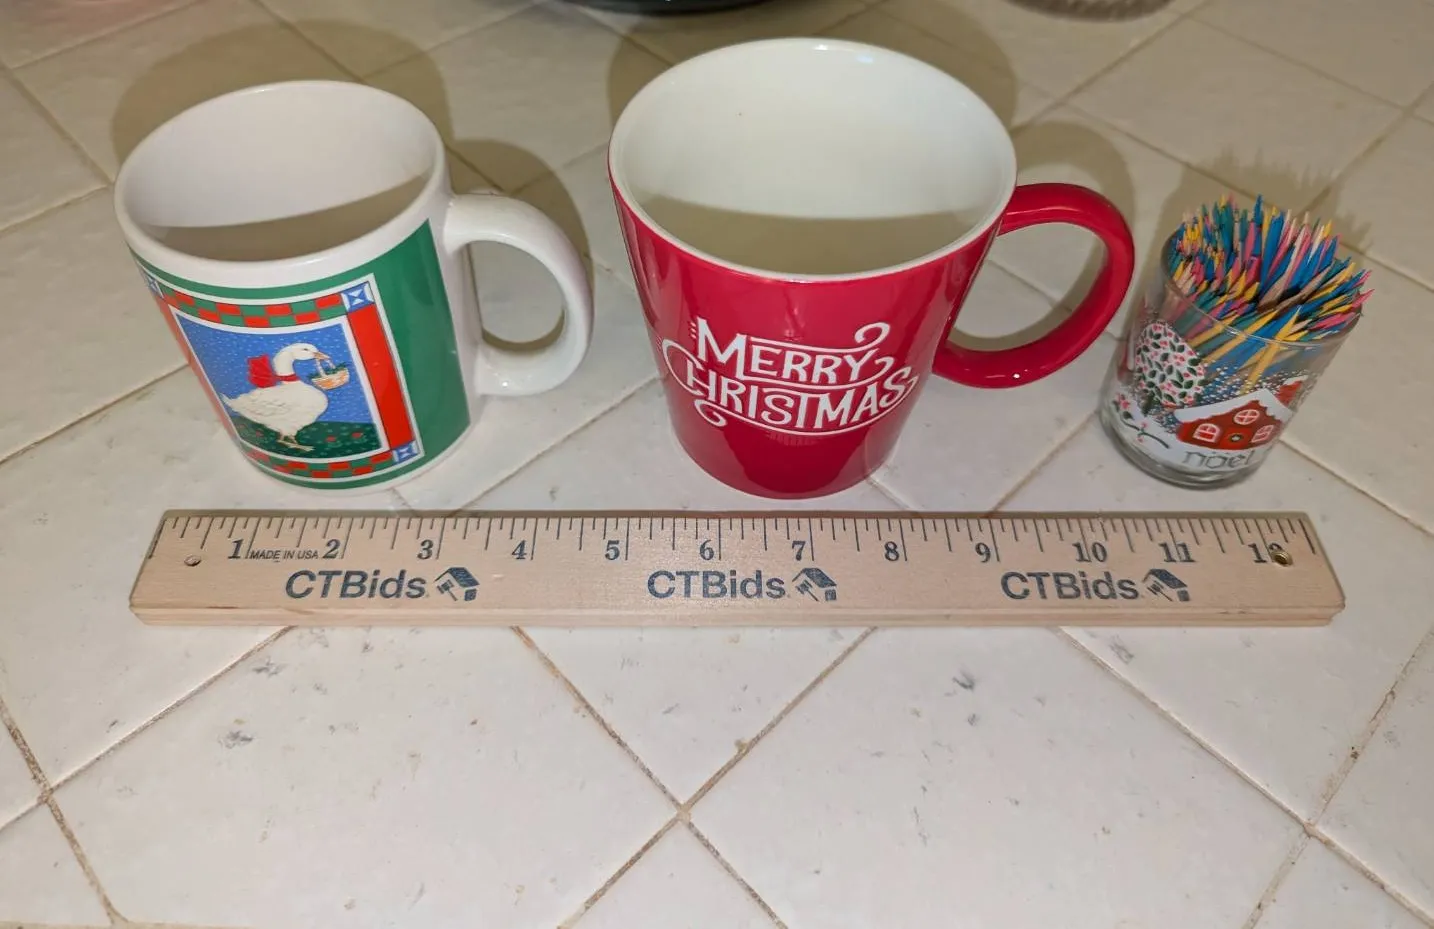 MERRY
CHRISTMAS
noel
1 MADE IN USA 2 3 4 5 6 7 8 9 10 11 12
CTBids CTBids CTBids